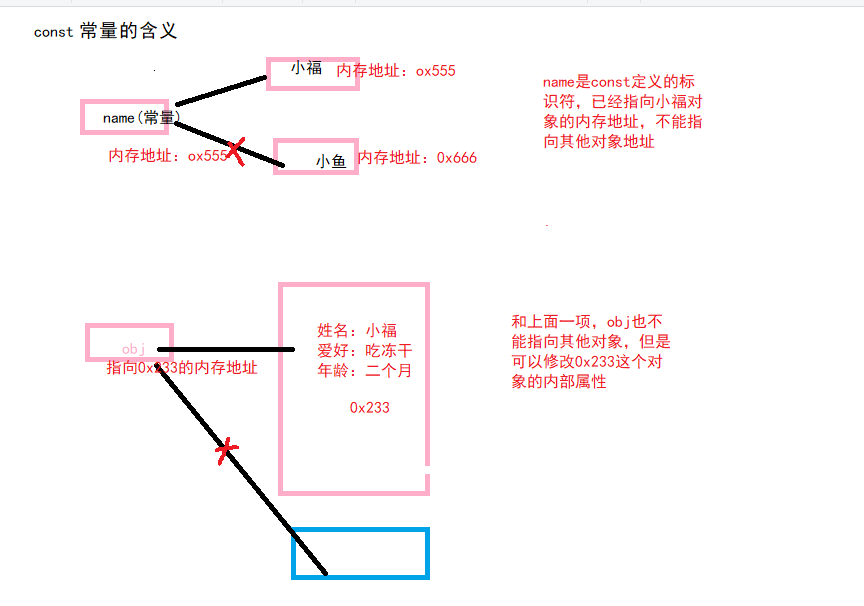 const 常量的含义
小福
内存地址：ox555
name(常量)
内存地址：ox555
小鱼
内存地址：0x666
name是const定义的标
识符，已经指向小福对
象的内存地址，不能指
向其他对象地址
obj
指向0x233的内存地址
姓名：小福
爱好：吃冻干
年龄：二个月
0x233
和上面一项，obj也不
能指向其他对象，但是
可以修改0x233这个对
象的内部属性